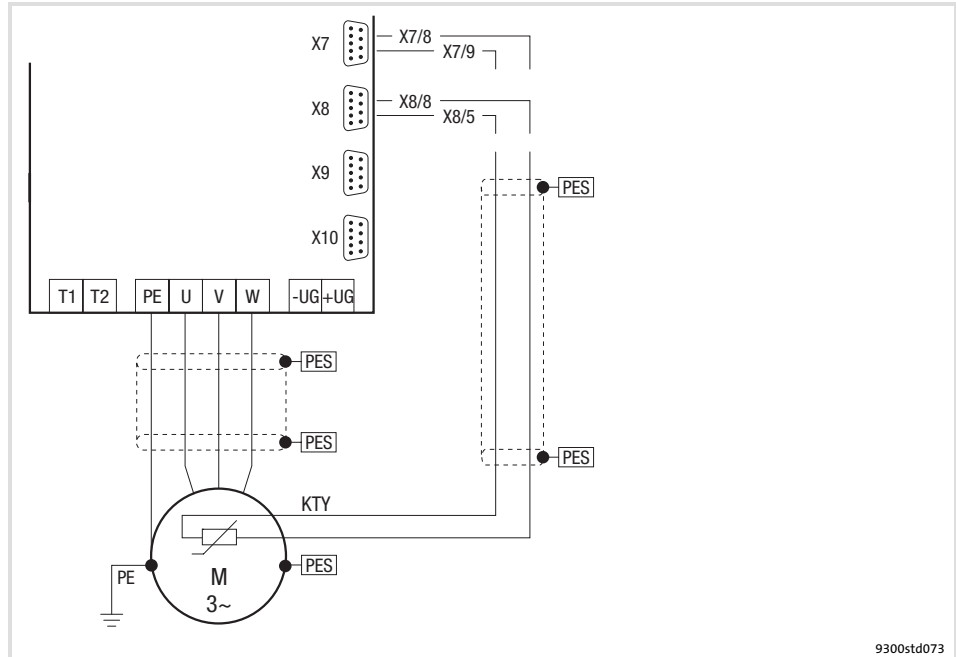 X7
X7/8
X7/9
X8
X8/8
X8/5
X9
PES
X10
T1 T2 PE U V W -UG +UG
PES
PES
PES
KTY
PE
M
3~
PES
9300std073